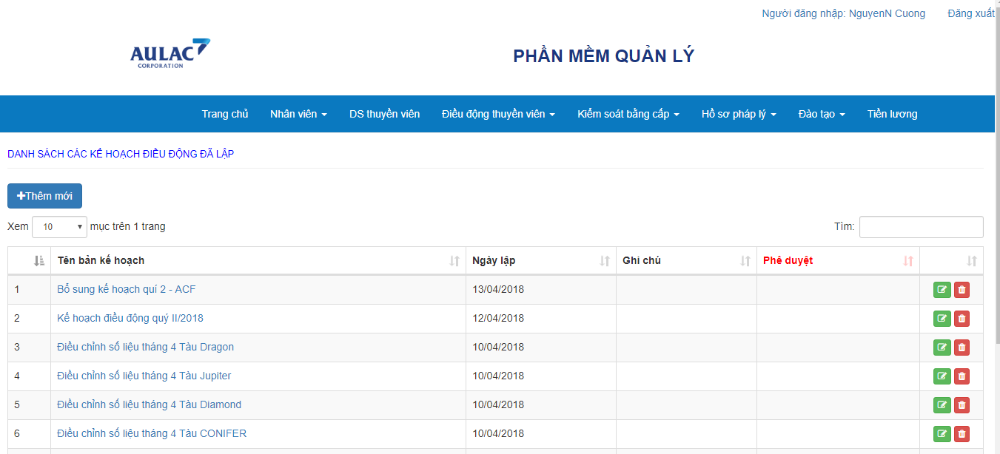 Người đăng nhập: NguyenN Cuong Đăng xuất
AULAC
CORPORATION
PHẦN MỀM QUẢN LÝ
Trang chủ Nhân viên DS thuyền viên Điều động thuyền viên Kiểm soát bằng cấp Hồ sơ pháp lý Đào tạo Tiền lương
DANH SÁCH CÁC KẾ HOẠCH ĐIỀU ĐỘNG ĐÃ LẬP
Thêm mới
Xem 10 mục trên 1 trang Tìm:
Tên bản kế hoạch Ngày lập Ghi chú Phê duyệt
1 Bổ sung kế hoạch quí 2 - ACF 13/04/2018
2 Kế hoạch điều động quý II/2018 12/04/2018
3 Điều chỉnh số liệu tháng 4 Tàu Dragon 10/04/2018
4 Điều chỉnh số liệu tháng 4 Tàu Jupiter 10/04/2018
5 Điều chỉnh số liệu tháng 4 Tàu Diamond 10/04/2018
6 Điều chỉnh số liệu tháng 4 Tàu CONIFER 10/04/2018